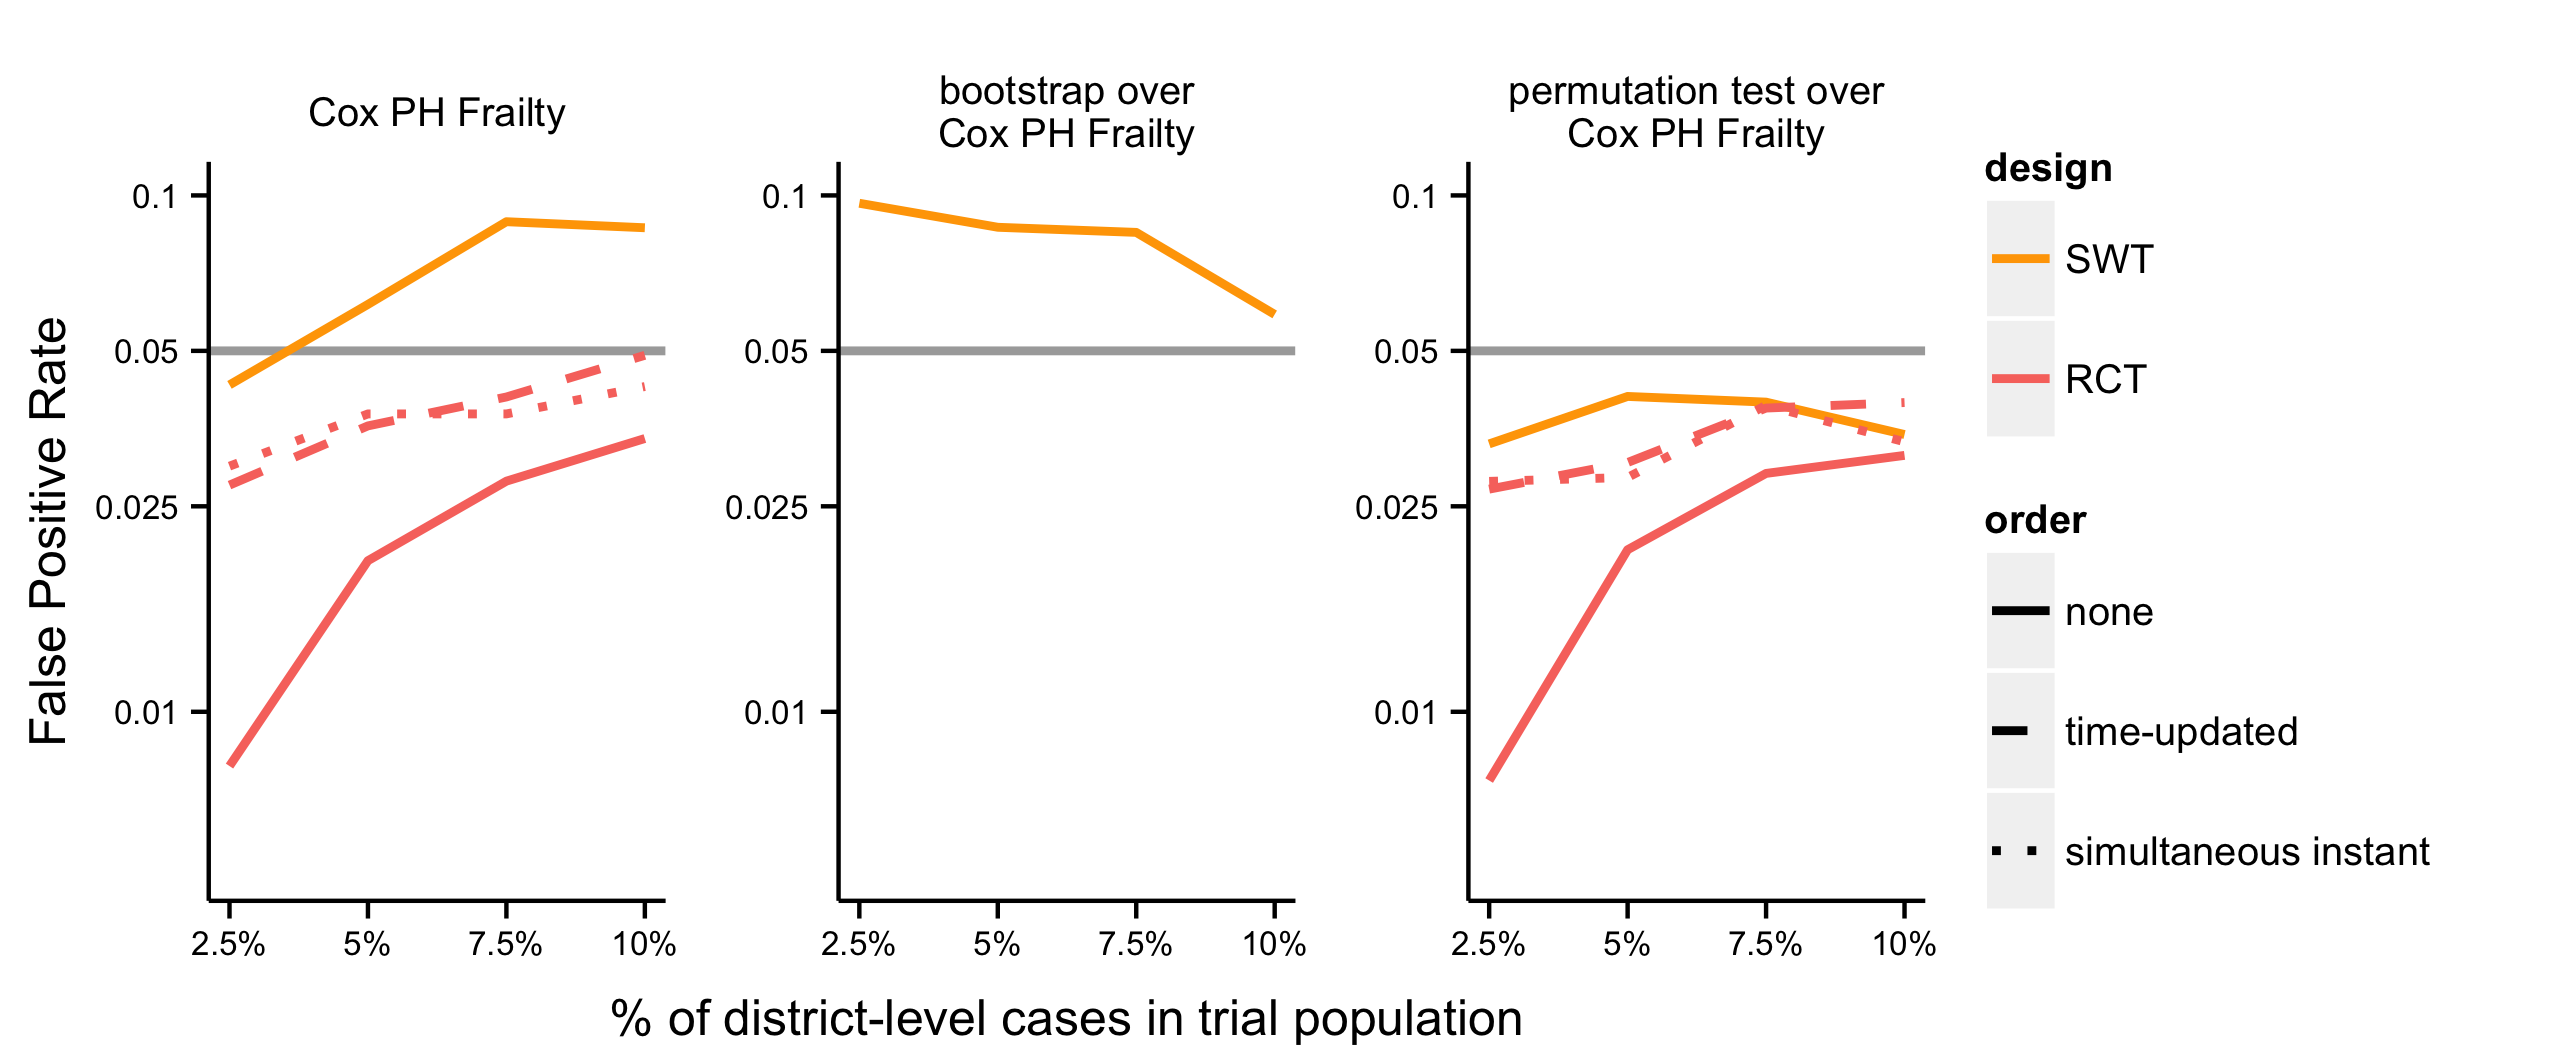 Cox PH Frailty
bootstrap over
Cox PH Frailty
permutation test over
Cox PH Frailty
False Positive Rate
0.1
0.05
0.025
0.01
2.5% 5% 7.5% 10%
0.1
0.05
0.025
0.01
2.5% 5% 7.5% 10%
0.1
0.05
0.025
0.01
2.5% 5% 7.5% 10%
% of district-level cases in trial population
design
SWT
RCT
order
none
time-updated
simultaneous instant